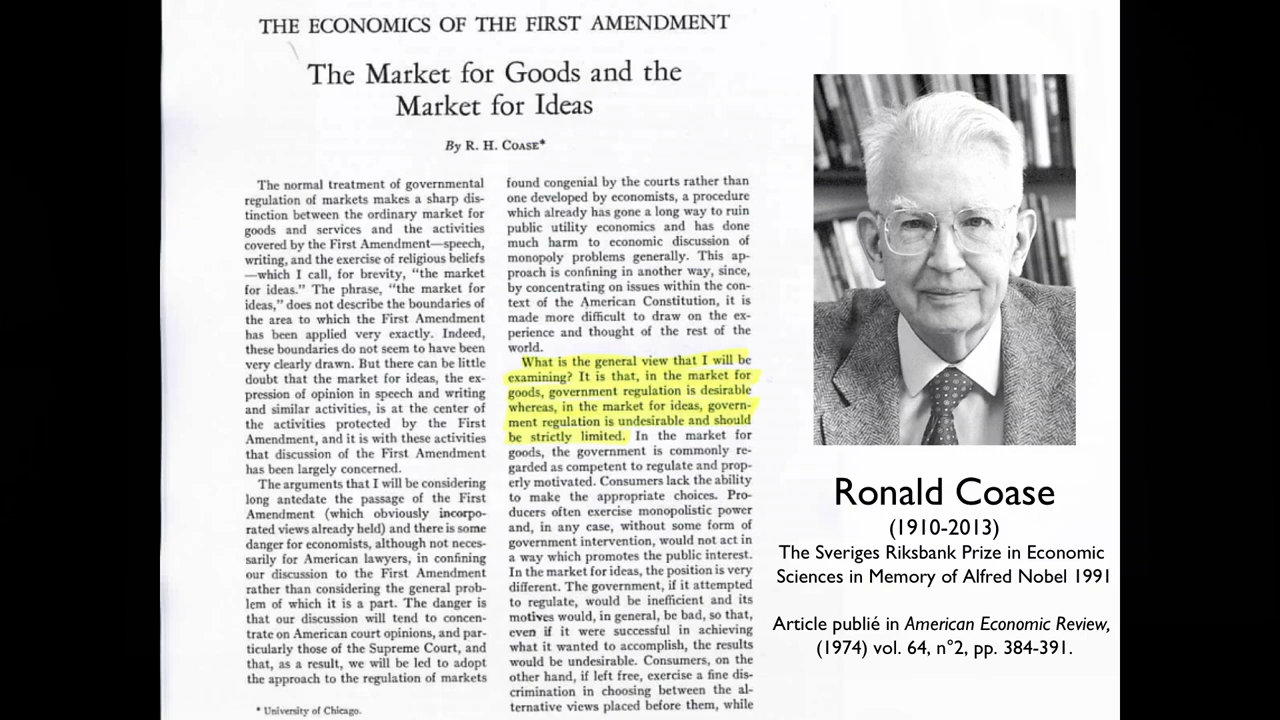 THE ECONOMICS OF THE FIRST AMENDMENT
The Market for Goods and the
Market for Ideas
By R. H. COASE*
The normal treatment of governmental
regulation of markets makes a sharp dis-
tinction between the ordinary market for
goods and services and the activities
covered by the First Amendment—speech,
writing, and the exercise of religious beliefs
—which I call, for brevity, "the market
for ideas." The phrase, "the market for
ideas," does not describe the boundaries of
the area to which the First Amendment
has been applied very exactly. Indeed,
these boundaries do not seem to have been
very clearly drawn. But there can be little
doubt that the market for ideas, the ex-
pression of opinion in speech and writing
and similar activities, is at the center of
the activities protected by the First
Amendment, and it is with these activities
that discussion of the First Amendment
has been largely concerned.
The arguments that I will be considering
long antedate the passage of the First
Amendment (which obviously incorpo-
rated views already held) and there is some
danger for economists, although not neces-
sarily for American lawyers, in confining
our discussion to the First Amendment
rather than considering the general prob-
lem of which it is a part. The danger is
that our discussion will tend to concen-
trate on American court opinions, and par-
ticularly those of the Supreme Court, and
that, as a result, we will be led to adopt
the approach to the regulation of markets
* University of Chicago.
found congenial by the courts rather than
one developed by economists, a procedure
which already has gone a long way to ruin
public utility economics and has done
much harm to economic discussion of
monopoly problems generally. This ap-
proach is confining in another way, since,
by concentrating on issues within the con-
text of the American Constitution, it is
made more difficult to draw on the ex-
perience and thought of the rest of the
world.
What is the general view that I will be
examining? It is that, in the market for
goods, government regulation is desirable
whereas, in the market for ideas, govern-
ment regulation is undesirable and should
be strictly limited. In the market for
goods, the government is commonly re-
garded as competent to regulate and prop-
erly motivated. Consumers lack the ability
to make the appropriate choices. Pro-
ducers often exercise monopolistic power
and, in any case, without some form of
government intervention, would not act in
a way which promotes the public interest.
In the market for ideas, the position is very
different. The government, if it attempted
to regulate, would be inefficient and its
motives would, in general, be bad, so that,
even if it were successful in achieving
what it wanted to accomplish, the results
would be undesirable. Consumers, on the
other hand, if left free, exercise a fine dis-
crimination in choosing between the al-
ternative views placed before them, while
Ronald Coase
(1910-2013)
The Sveriges Riksbank Prize in Economic
Sciences in Memory of Alfred Nobel 1991
Article publié in American Economic Review,
(1974) vol. 64, n°2, pp. 384-391.